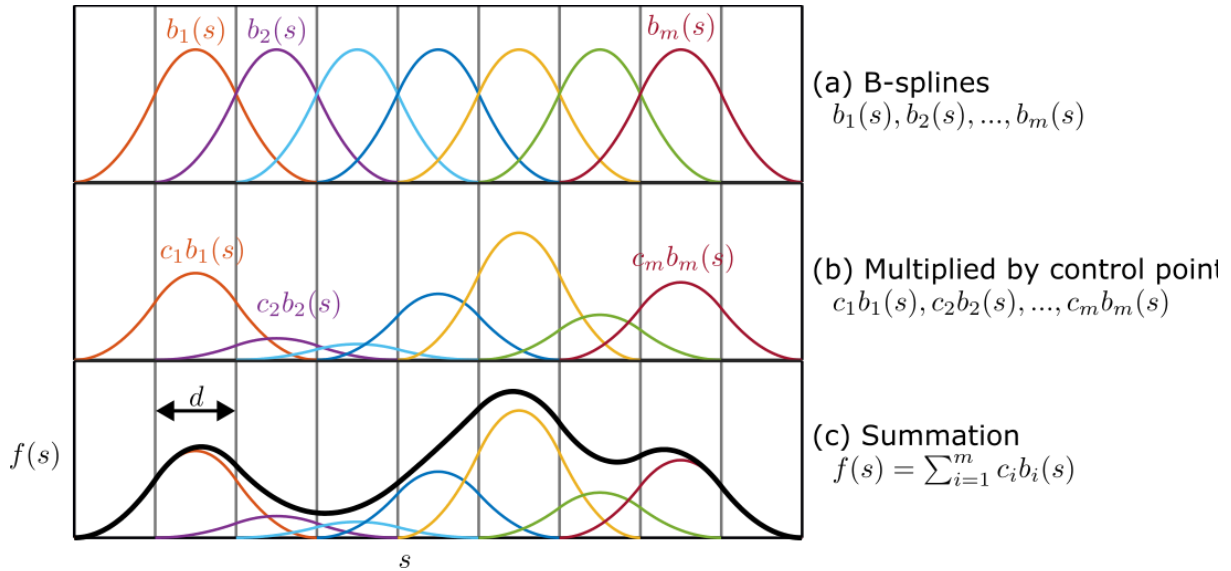 b₁(s)
b₂(s)
bₘ(s)
(a) B-splines
b₁(s), b₂(s), ..., bₘ(s)
c₁b₁(s)
c₂b₂(s)
cₘbₘ(s)
(b) Multiplied by control point
c₁b₁(s), c₂b₂(s), ..., cₘbₘ(s)
d
f(s)
s
(c) Summation
f(s) = ∑ᵢ₌₁ᵐ cᵢbᵢ(s)